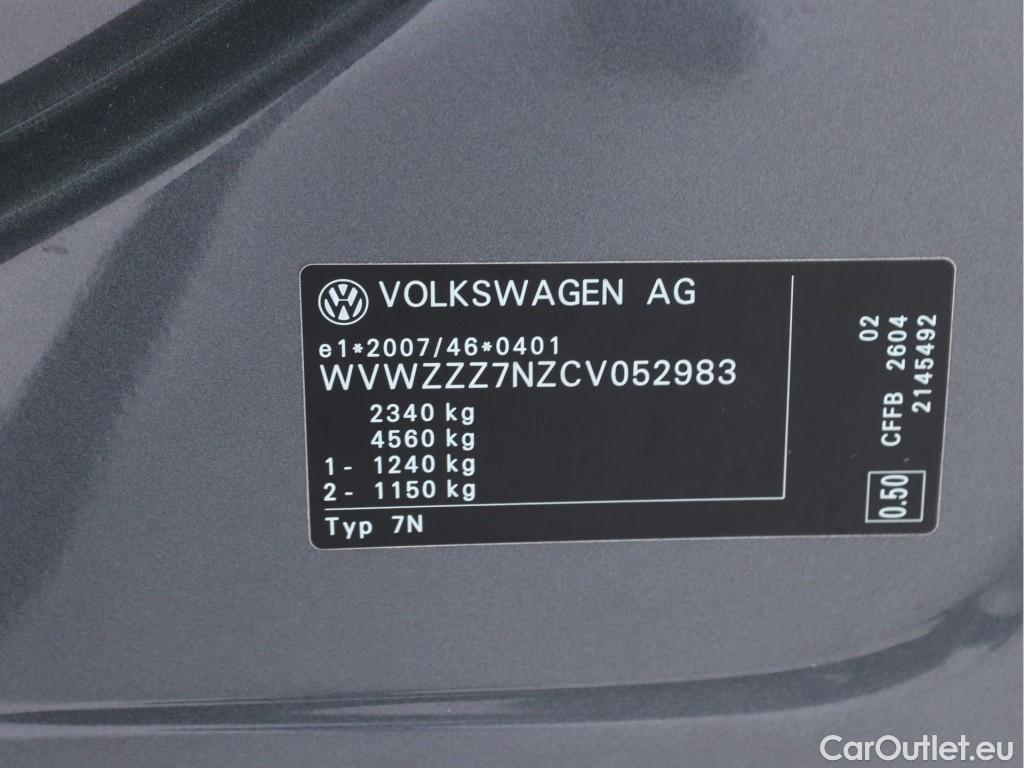 VOLKSWAGEN AG
e1*2007/46*0401
WVWZZZ7NZCV052983
2340 kg
4560 kg
1- 1240 kg
2- 1150 kg
Typ 7N
02
CFFB 2604
2145492
0.50
CarOutlet.eu